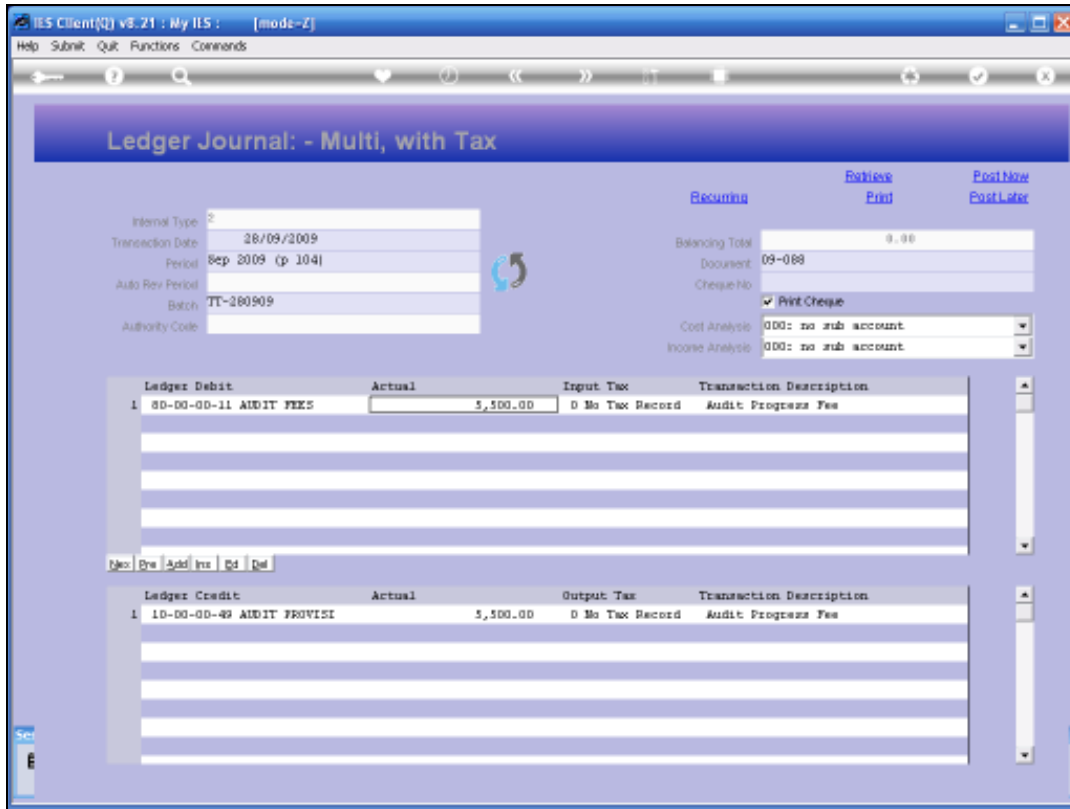 IES Client(Q) v8.21 : My IES : [mode-Z]
Help Submit Quit Functions Commands
Ledger Journal: - Multi, with Tax
Retrieve Post Now
Recurring Print Post Later
Internal Type 2
Transaction Date 28/09/2009
Period Sep 2009 (p 104)
Auto Rev Period
Batch TT-280909
Authority Code
Balancing Total 0.00
Document 09-088
Cheque No
Print Cheque
Cost Analysis 000: no sub account
Income Analysis 000: no sub account
Ledger Debit Actual Input Tax Transaction Description
1 80-00-00-11 AUDIT FEES 5,500.00 0 No Tax Record Audit Progress Fee
Nex Pre Add Ins Ed Del
Ledger Credit Actual Output Tax Transaction Description
1 10-00-00-49 AUDIT PROVISI 5,500.00 0 No Tax Record Audit Progress Fee